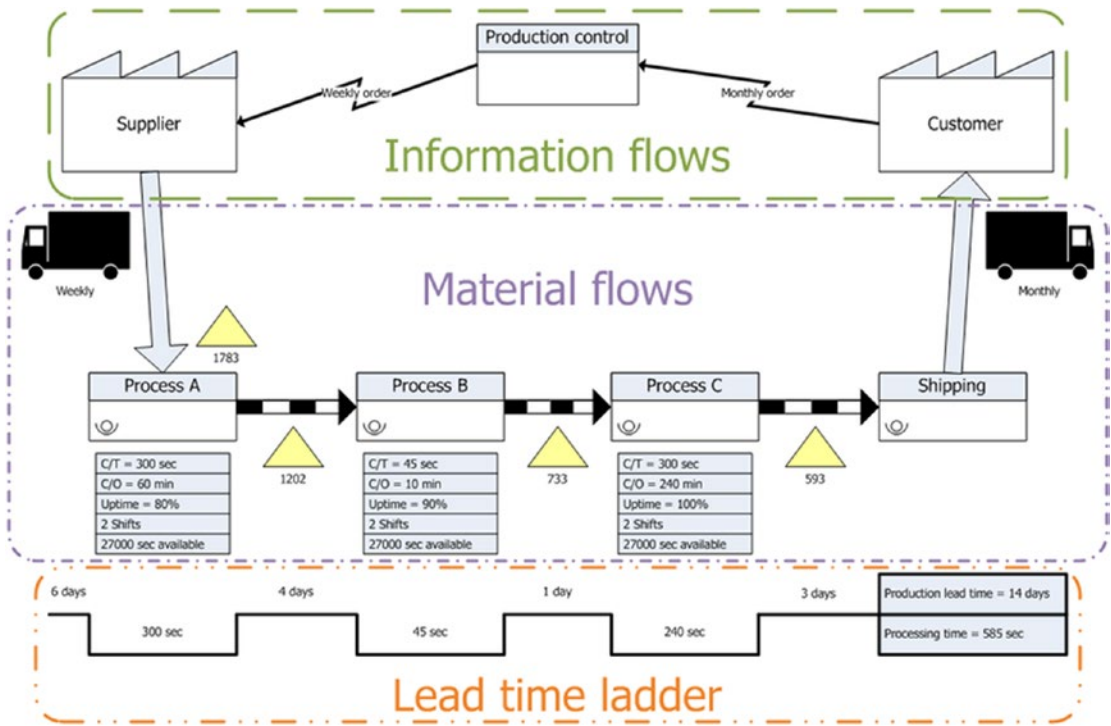 Production control
Weekly order
Monthly order
Supplier
Customer
Information flows
Weekly
Material flows
Monthly
1783
Process A
Process B
Process C
Shipping
1202
733
593
C/T = 300 sec
C/O = 60 min
Uptime = 80%
2 Shifts
27000 sec available
C/T = 45 sec
C/O = 10 min
Uptime = 90%
2 Shifts
27000 sec available
C/T = 300 sec
C/O = 240 min
Uptime = 100%
2 Shifts
27000 sec available
6 days
4 days
1 day
3 days
Production lead time = 14 days
300 sec
45 sec
240 sec
Processing time = 585 sec
Lead time ladder